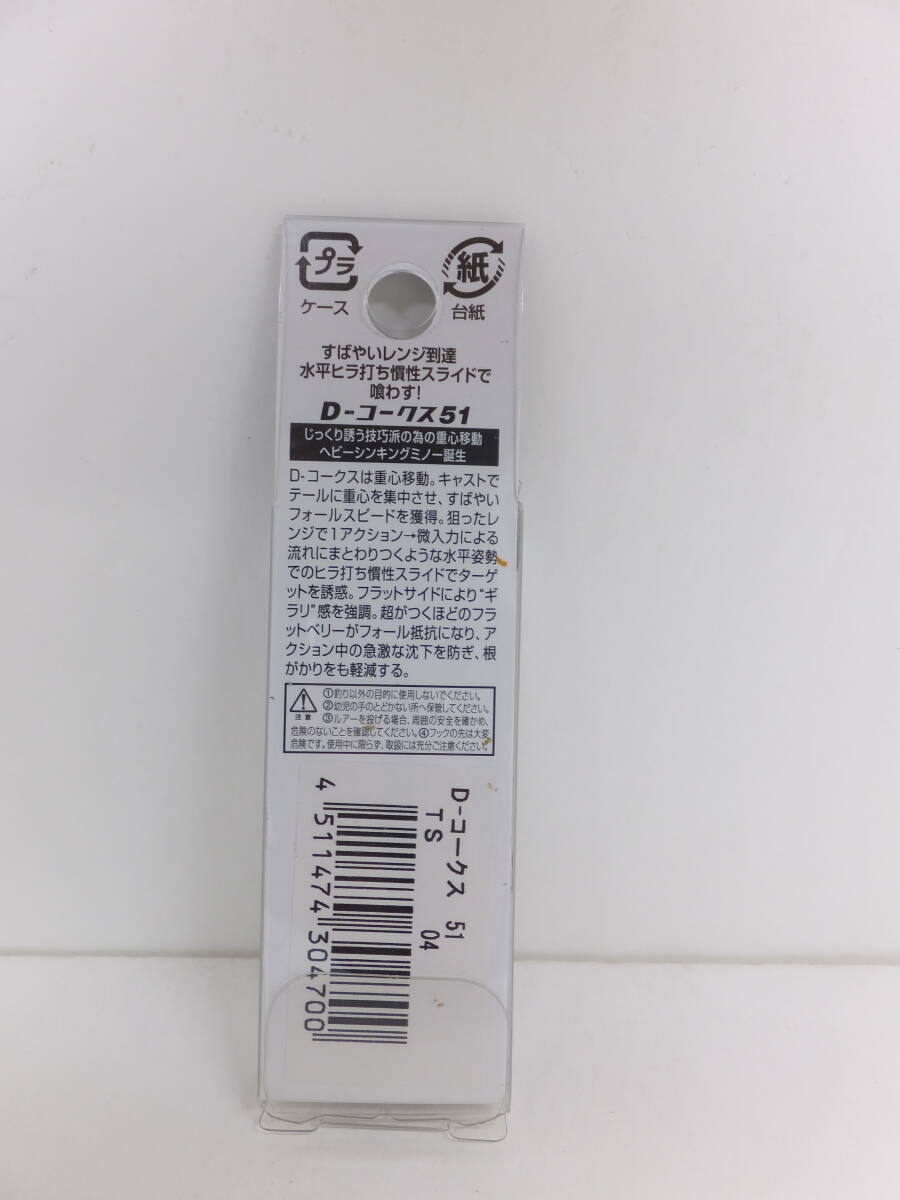 プラ
紙
ケース
台紙
すばやいレンジ到達
水平ヒラ打ち慣性スライドで
喰わす!
D-コークス51
じっくり誘う技巧派の為の重心移動
ヘビーシンキングミノー誕生
D-コークスは重心移動。キャストで
テールに重心を集中させ、すばやい
フォールスピードを獲得。狙ったレ
ンジで1アクション→微入力による
流れにまとわりつくような水平姿勢
でのヒラ打ち慣性スライドでターゲ
ットを誘惑。フラットサイドにより"ギ
ラリ"感を強調。超がつくほどのフラ
ットベリーがフォール抵抗になり、ア
クション中の急激な沈下を防ぎ、根
がかりをも軽減する。
注意
①釣り以外の目的に使用しないでください。
②幼児の手のとどかない所へ保管してください。
③ルアーを投げる場合、周囲の安全を確かめ、
危険のないことを確認してください。④フックの先は大変
危険です。使用中に限らず、取扱には充分ご注意ください。
D-コークス 51
TS 04
4 511474 304700